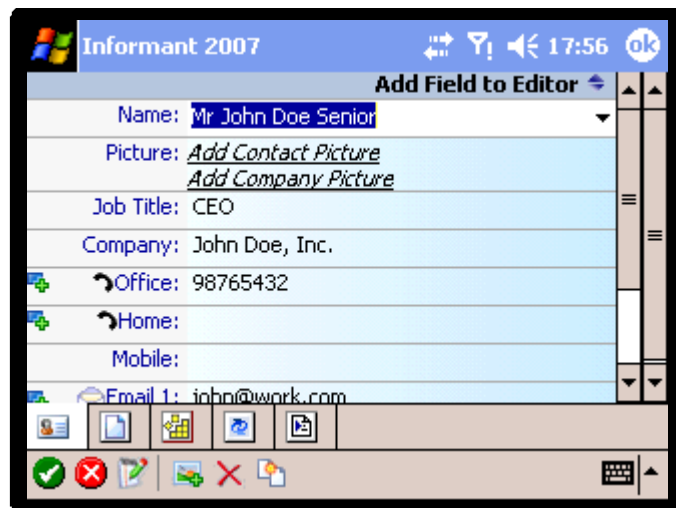 Informant 2007 17:56 ok
Add Field to Editor
Name: Mr John Doe Senior
Picture: Add Contact Picture
Add Company Picture
Job Title: CEO
Company: John Doe, Inc.
Office: 98765432
Home:
Mobile:
Email 1: john@work.com